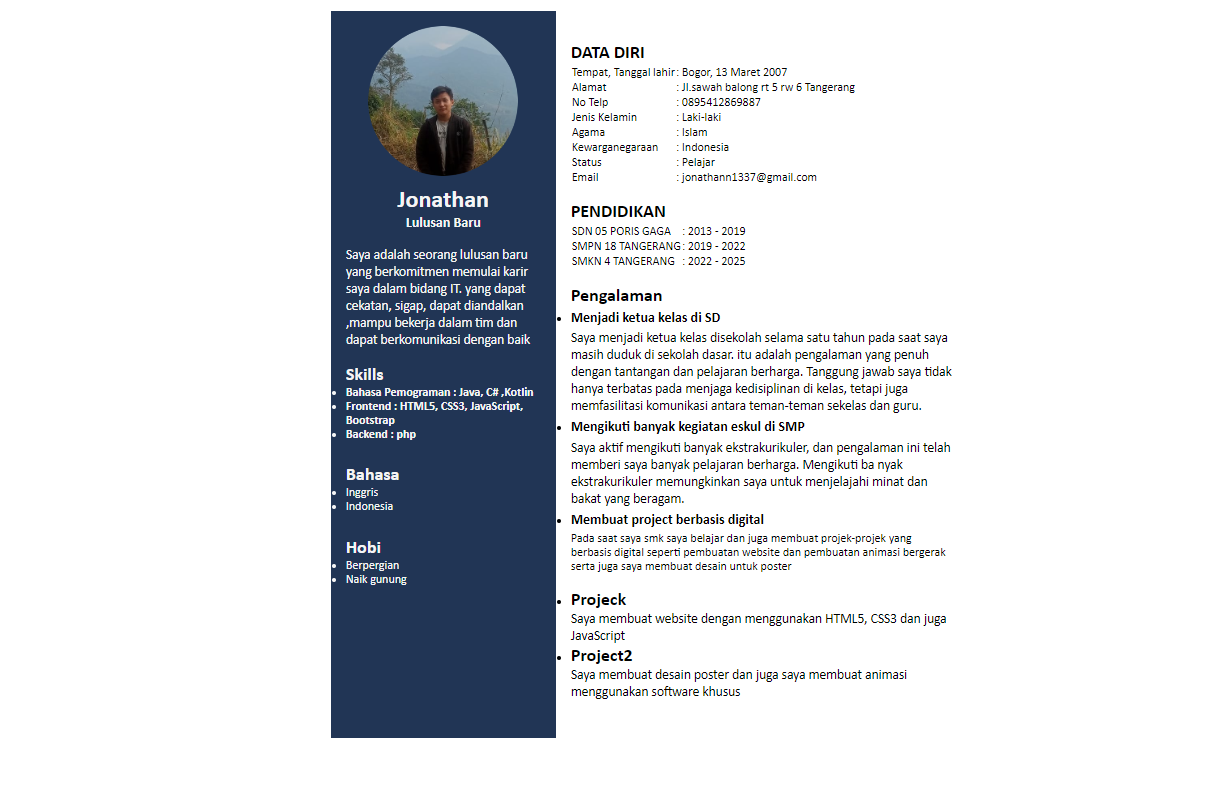 Jonathan
Lulusan Baru
Saya adalah seorang lulusan baru
yang berkomitmen memulai karir
saya dalam bidang IT. yang dapat
cekatan, sigap, dapat diandalkan
,mampu bekerja dalam tim dan
dapat berkomunikasi dengan baik
Skills
Bahasa Pemograman : Java, C# ,Kotlin
Frontend : HTML5, CSS3, JavaScript,
Bootstrap
Backend : php
Bahasa
Inggris
Indonesia
Hobi
Berpergian
Naik gunung
DATA DIRI
Tempat, Tanggal lahir : Bogor, 13 Maret 2007
Alamat : Jl.sawah balong rt 5 rw 6 Tangerang
No Telp : 0895412869887
Jenis Kelamin : Laki-laki
Agama : Islam
Kewarganegaraan : Indonesia
Status : Pelajar
Email : jonathann1337@gmail.com
PENDIDIKAN
SDN 05 PORIS GAGA : 2013 - 2019
SMPN 18 TANGERANG : 2019 - 2022
SMKN 4 TANGERANG : 2022 - 2025
Pengalaman
Menjadi ketua kelas di SD
Saya menjadi ketua kelas disekolah selama satu tahun pada saat saya
masih duduk di sekolah dasar. itu adalah pengalaman yang penuh
dengan tantangan dan pelajaran berharga. Tanggung jawab saya tidak
hanya terbatas pada menjaga kedisiplinan di kelas, tetapi juga
memfasilitasi komunikasi antara teman-teman sekelas dan guru.
Mengikuti banyak kegiatan eskul di SMP
Saya aktif mengikuti banyak ekstrakurikuler, dan pengalaman ini telah
memberi saya banyak pelajaran berharga. Mengikuti ba nyak
ekstrakurikuler memungkinkan saya untuk menjelajahi minat dan
bakat yang beragam.
Membuat project berbasis digital
Pada saat saya smk saya belajar dan juga membuat projek-projek yang
berbasis digital seperti pembuatan website dan pembuatan animasi bergerak
serta juga saya membuat desain untuk poster
Projeck
Saya membuat website dengan menggunakan HTML5, CSS3 dan juga
JavaScript
Project2
Saya membuat desain poster dan juga saya membuat animasi
menggunakan software khusus